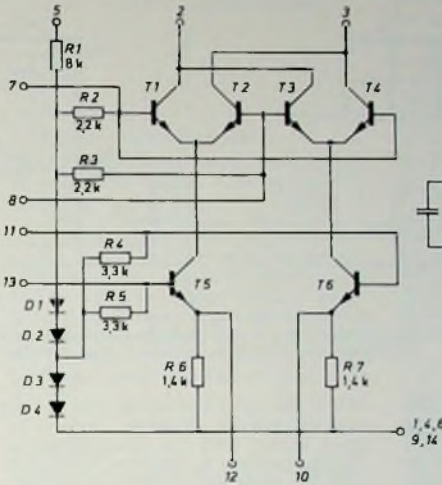 5
2
3
R1
8k
7
T1
T2
T3
T4
R2
2,2k
R3
2,2k
8
11
R4
3,3k
13
T5
T6
R5
3,3k
D1
D2
R6
1,4k
R7
1,4k
D3
D4
1,4,6
9,14
12
10